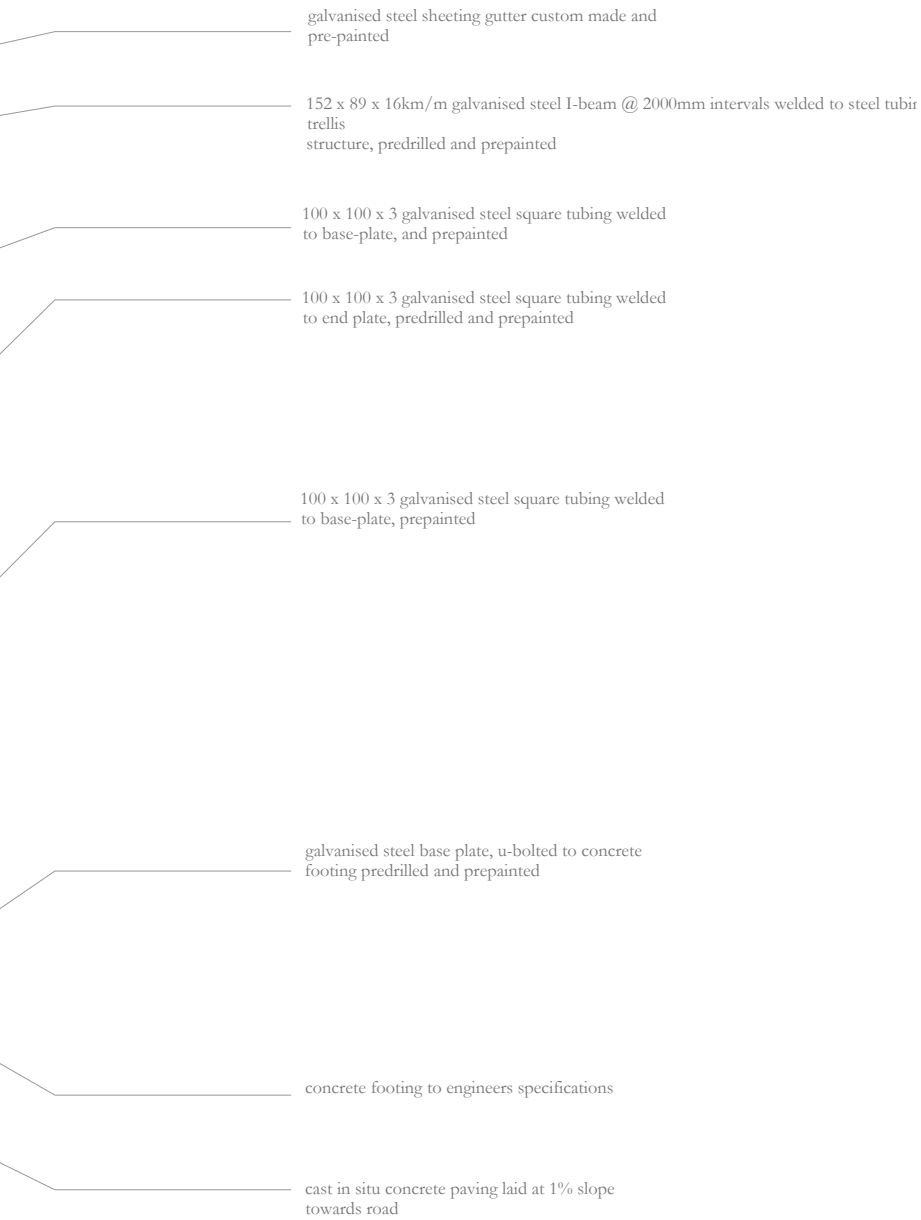 galvanised steel sheeting gutter custom made and
pre-painted
152 x 89 x 16km/m galvanised steel I-beam @ 2000mm intervals welded to steel
trellis
structure, predrilled and prepainted
100 x 100 x 3 galvanised steel square tubing welded
to base-plate, and prepainted
100 x 100 x 3 galvanised steel square tubing welded
to end plate, predrilled and prepainted
100 x 100 x 3 galvanised steel square tubing welded
to base-plate, prepainted
galvanised steel base plate, u-bolted to concrete
footing predrilled and prepainted
concrete footing to engineers specifications
cast in situ concrete paving laid at 1% slope
towards road